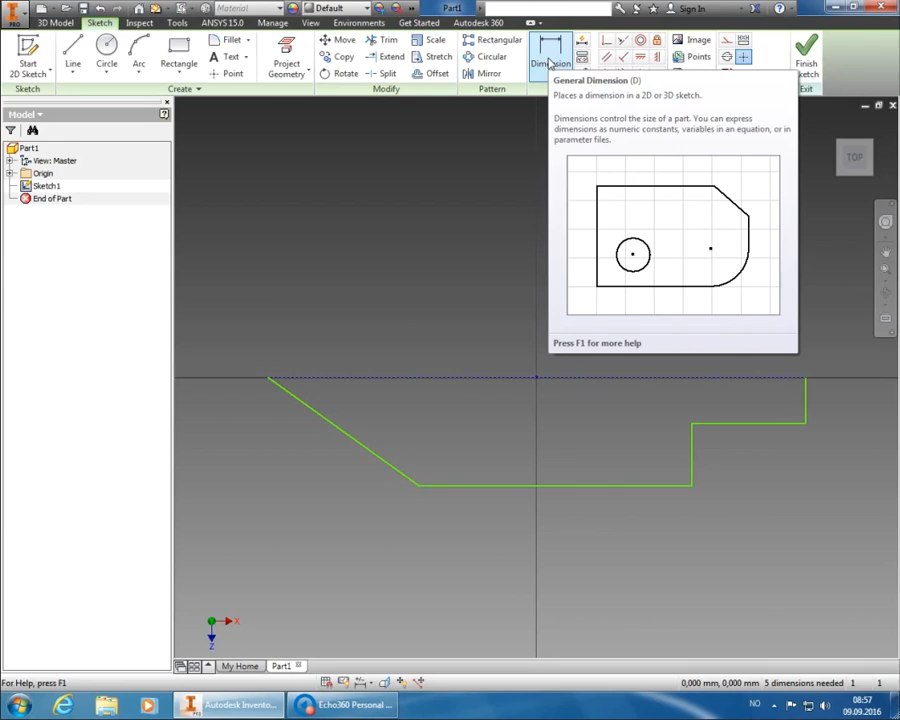 PRO
Material
Default
Part1
Sign In
3D Model
Sketch
Inspect
Tools
ANSYS 15.0
Manage
View
Environments
Get Started
Autodesk 360
Start
2D Sketch
Line
Circle
Arc
Rectangle
Fillet
Text
Point
Project
Geometry
Move
Copy
Rotate
Trim
Extend
Split
Scale
Stretch
Offset
Rectangular
Circular
Mirror
Dimension
Image
Points
Finish
Sketch
Sketch
Create
Modify
Pattern
Exit
General Dimension (D)
Places a dimension in a 2D or 3D sketch.
Dimensions control the size of a part. You can express
dimensions as numeric constants, variables in an equation, or in
parameter files.
Press F1 for more help
Model
Part1
View: Master
Origin
Sketch1
End of Part
TOP
X
Z
My Home
Part1
For Help, press F1
0,000 mm, 0,000 mm
5 dimensions needed
1
1
Autodesk Invento...
Echo360 Personal ...
NO
08:57
09.09.2016